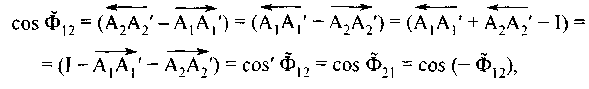 cos Φ̃₁₂ = (A₂A₂′ − A₁A₁′) = (A₁A₁′ − A₂A₂′) = (A₁A₁′ + A₂A₂′ − I) =
= (I − A₁A₁′ − A₂A₂′) = cos′ Φ̃₁₂ = cos Φ̃₂₁ = cos (−Φ̃₁₂),